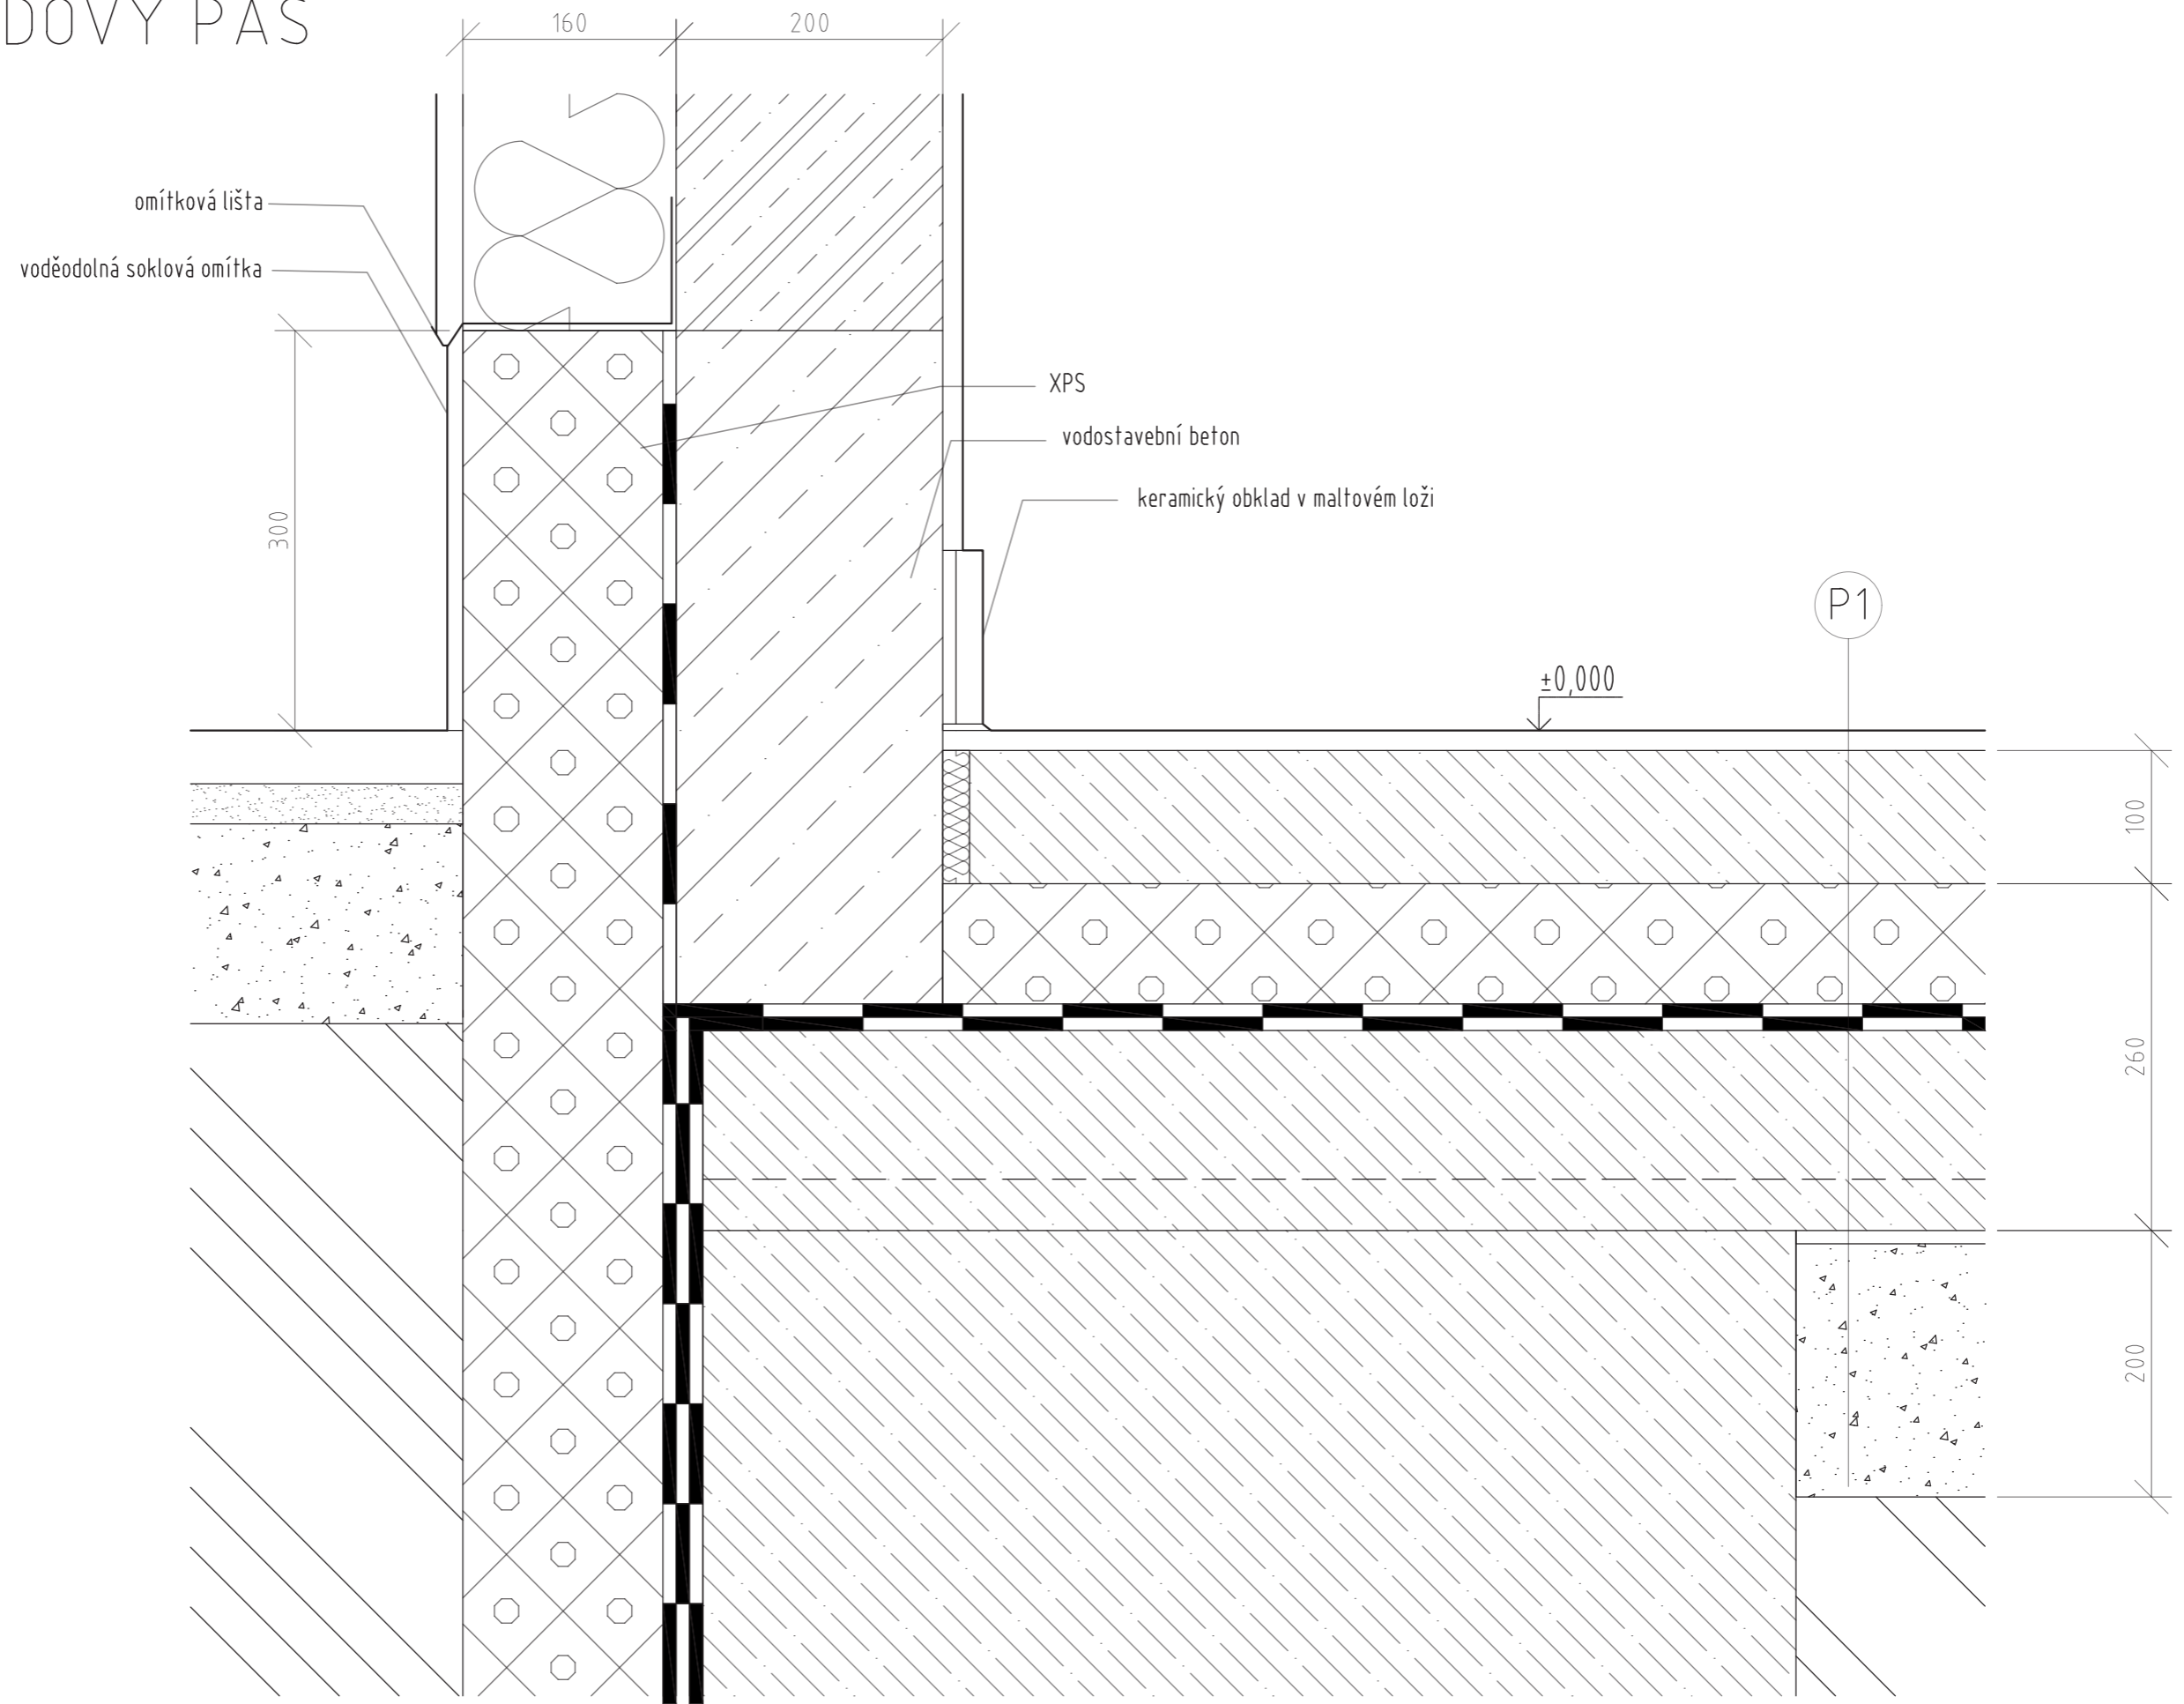 DOVÝ PÁS
160
200
omítková lišta
voděodolná soklová omítka
XPS
vodostavební beton
keramický obklad v maltovém loži
300
P1
±0,000
100
260
200